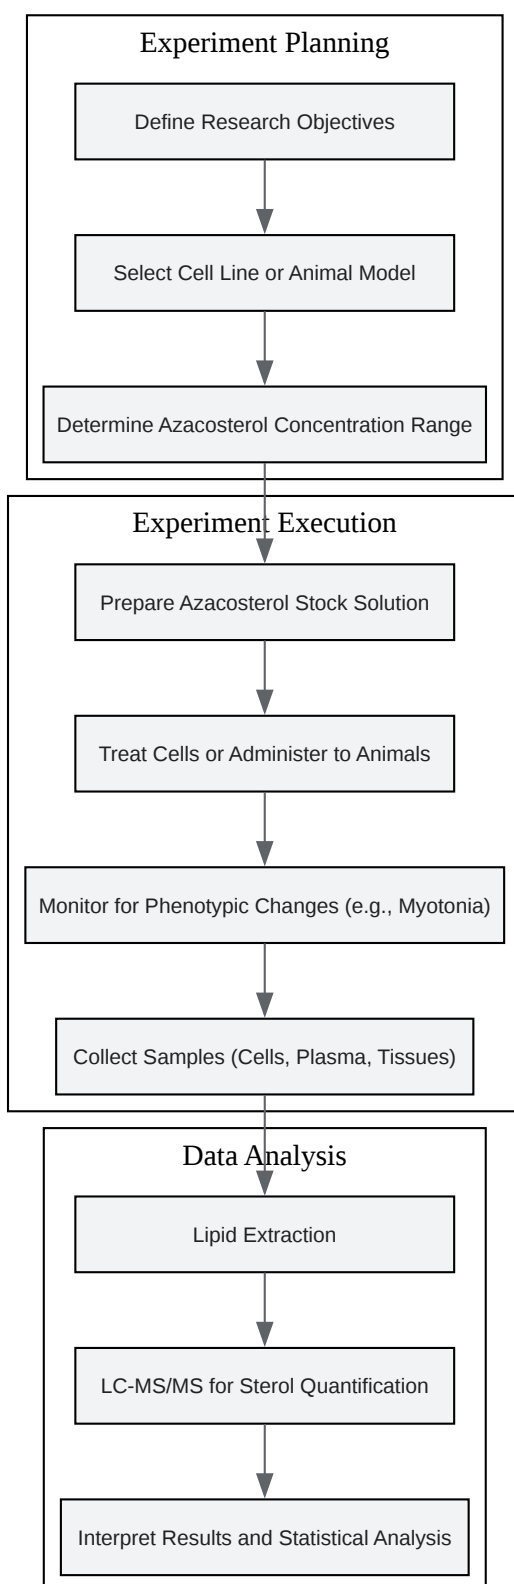 Experiment Planning
Define Research Objectives
Select Cell Line or Animal Model
Determine Azacosterol Concentration Range
Experiment Execution
Prepare Azacosterol Stock Solution
Treat Cells or Administer to Animals
Monitor for Phenotypic Changes (e.g., Myotonia)
Collect Samples (Cells, Plasma, Tissues)
Data Analysis
Lipid Extraction
LC-MS/MS for Sterol Quantification
Interpret Results and Statistical Analysis